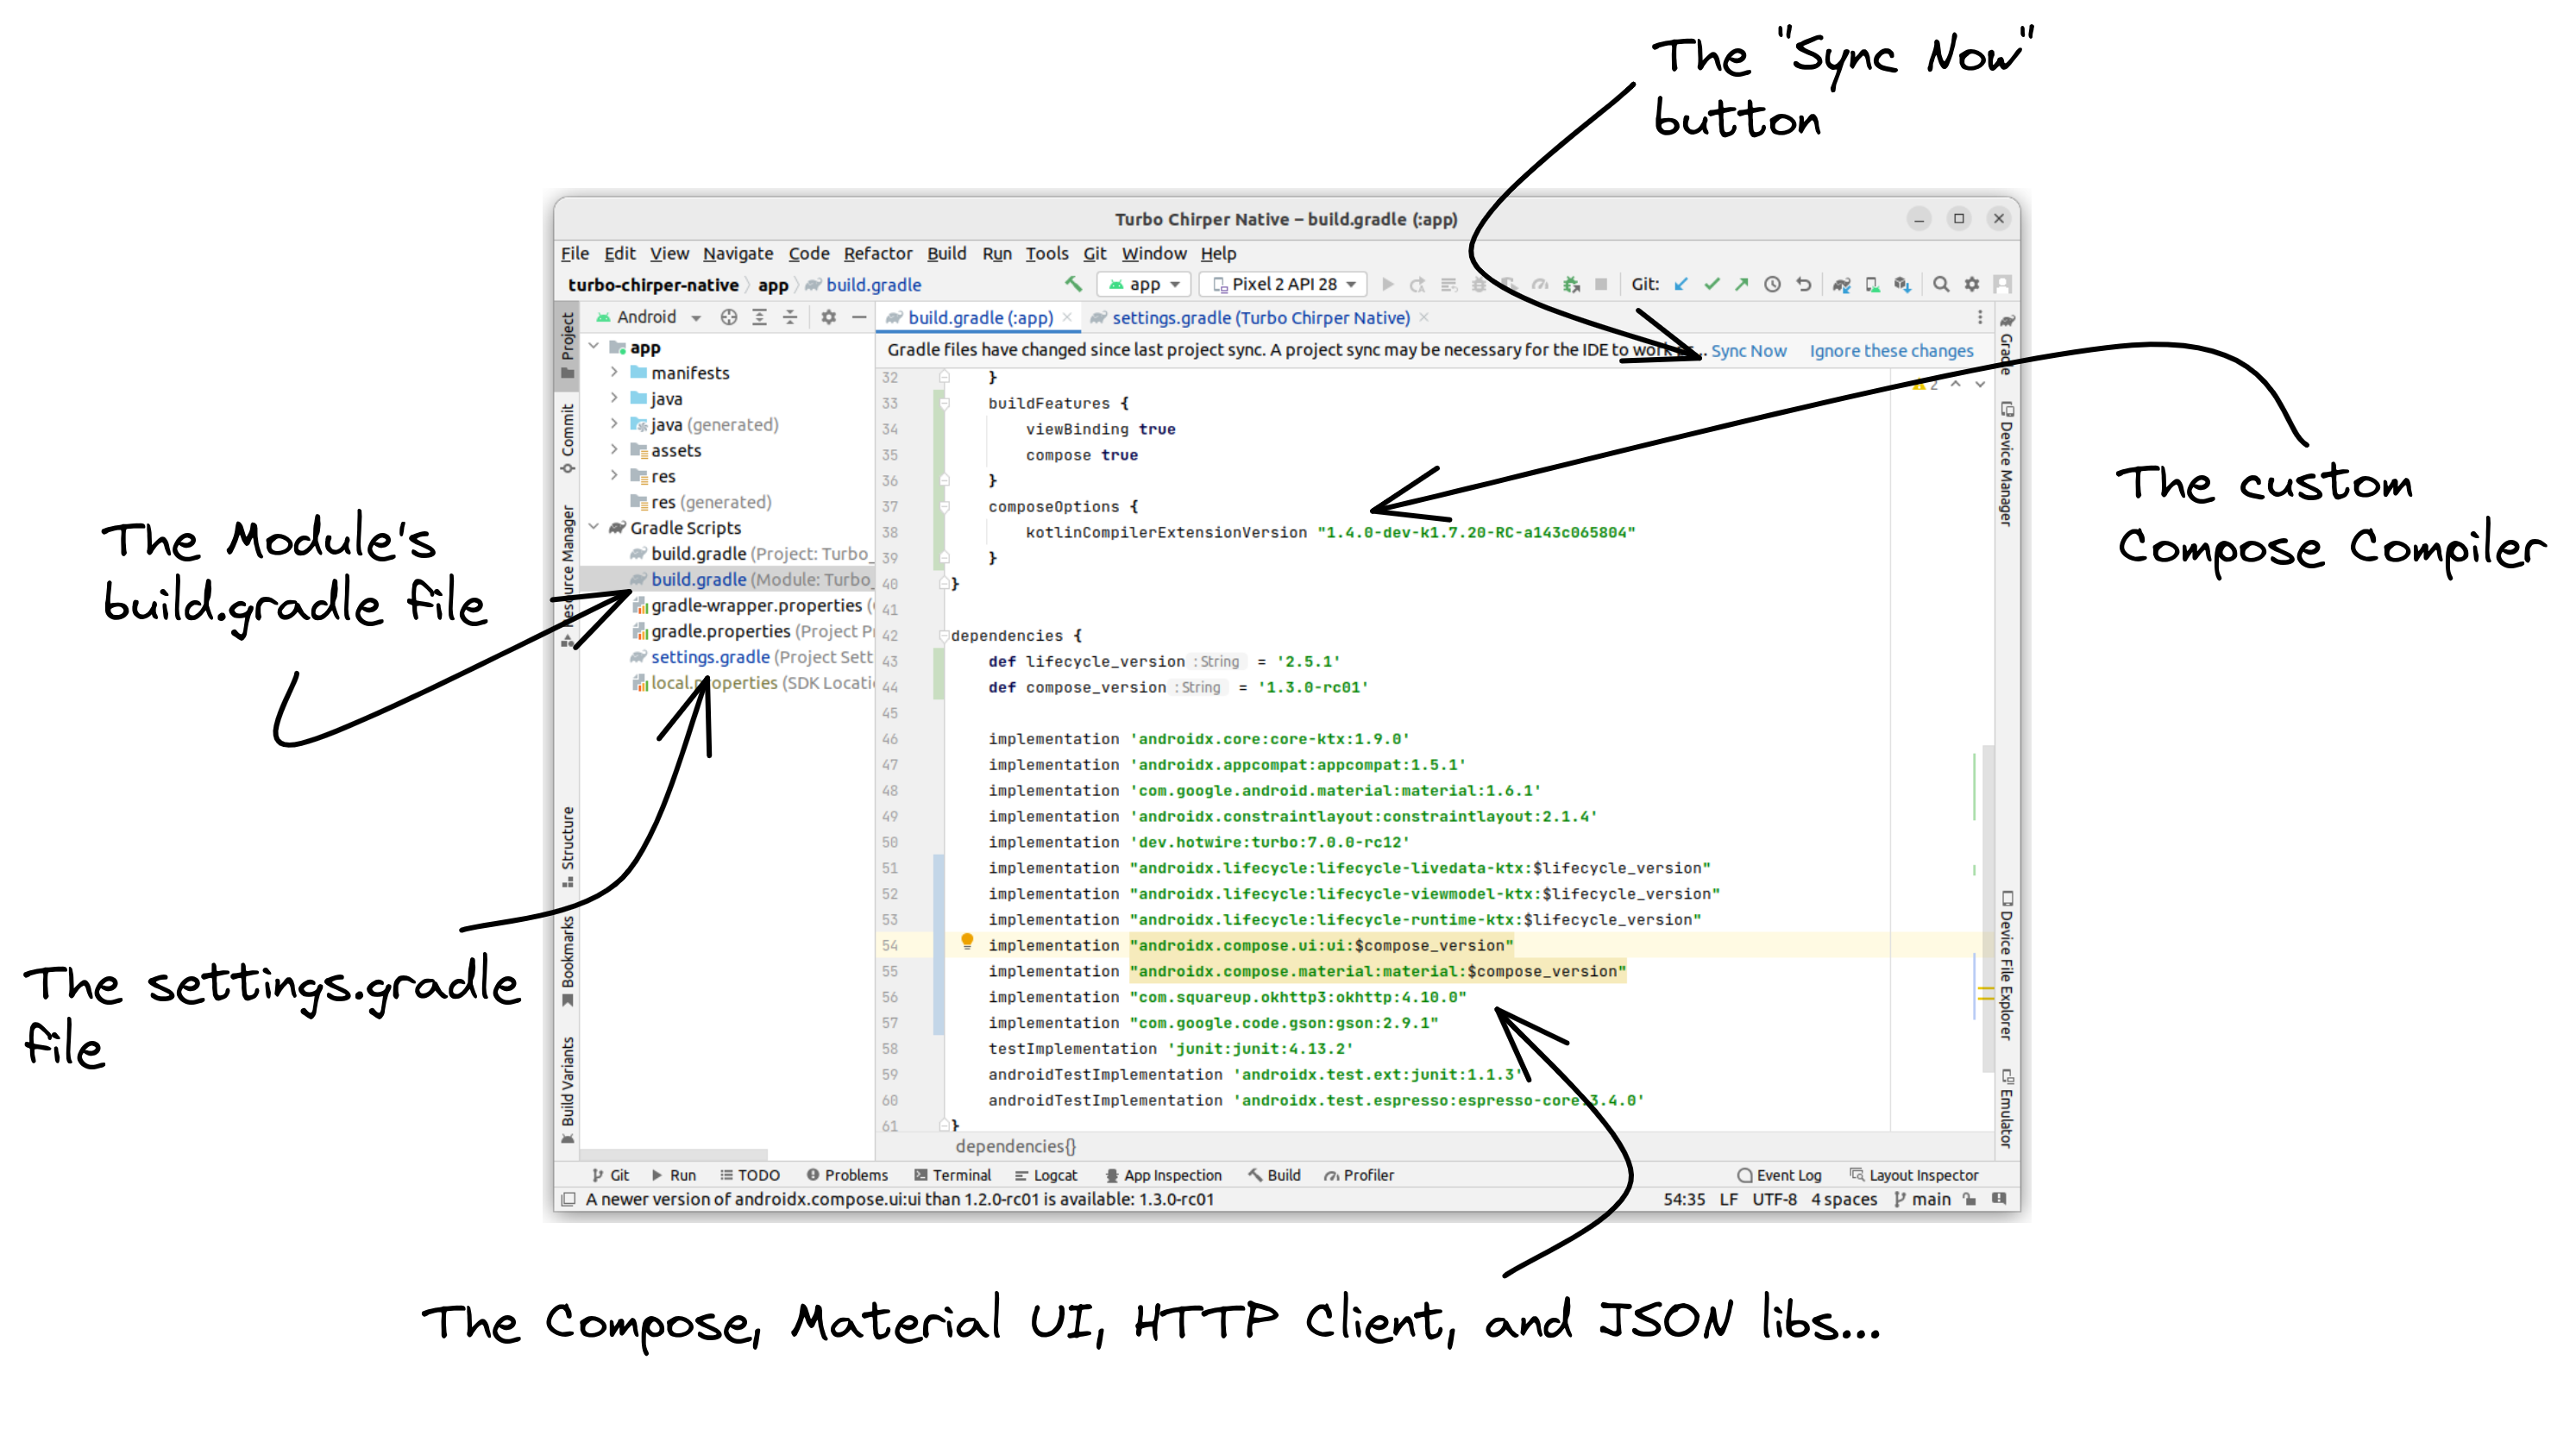 The "Sync Now"
button
Turbo Chirper Native – build.gradle (:app)
File Edit View Navigate Code Refactor Build Run Tools Git Window Help
turbo-chirper-native app build.gradle app Pixel 2 API 28 Git:
Project
Commit
Resource Manager
Structure
Bookmarks
Build Variants
Android
app
manifests
java
java (generated)
assets
res
res (generated)
Gradle Scripts
build.gradle (Project: Turbo_
build.gradle (Module: Turbo_
gradle-wrapper.properties (
gradle.properties (Project Pr
settings.gradle (Project Sett
local.properties (SDK Locati
build.gradle (:app) settings.gradle (Turbo Chirper Native)
Gradle files have changed since last project sync. A project sync may be necessary for the IDE to work ... Sync Now Ignore these changes
2
32 }
33 buildFeatures {
34 viewBinding true
35 compose true
36 }
37 composeOptions {
38 kotlinCompilerExtensionVersion "1.4.0-dev-k1.7.20-RC-a143c065804"
39 }
40 }
41
42 dependencies {
43 def lifecycle_version : String = '2.5.1'
44 def compose_version : String = '1.3.0-rc01'
45
46 implementation 'androidx.core:core-ktx:1.9.0'
47 implementation 'androidx.appcompat:appcompat:1.5.1'
48 implementation 'com.google.android.material:material:1.6.1'
49 implementation 'androidx.constraintlayout:constraintlayout:2.1.4'
50 implementation 'dev.hotwire:turbo:7.0.0-rc12'
51 implementation "androidx.lifecycle:lifecycle-livedata-ktx:$lifecycle_version"
52 implementation "androidx.lifecycle:lifecycle-viewmodel-ktx:$lifecycle_version"
53 implementation "androidx.lifecycle:lifecycle-runtime-ktx:$lifecycle_version"
54 implementation "androidx.compose.ui:ui:$compose_version"
55 implementation "androidx.compose.material:material:$compose_version"
56 implementation "com.squareup.okhttp3:okhttp:4.10.0"
57 implementation "com.google.code.gson:gson:2.9.1"
58 testImplementation 'junit:junit:4.13.2'
59 androidTestImplementation 'androidx.test.ext:junit:1.1.3'
60 androidTestImplementation 'androidx.test.espresso:espresso-core:3.4.0'
61 }
dependencies{}
Gradle
Device Manager
Device File Explorer
Emulator
Git Run TODO Problems Terminal Logcat App Inspection Build Profiler Event Log Layout Inspector
A newer version of androidx.compose.ui:ui than 1.2.0-rc01 is available: 1.3.0-rc01 54:35 LF UTF-8 4 spaces main
The custom
Compose Compiler
The Module's
build.gradle file
The settings.gradle
file
The Compose, Material UI, HTTP Client, and JSON libs...